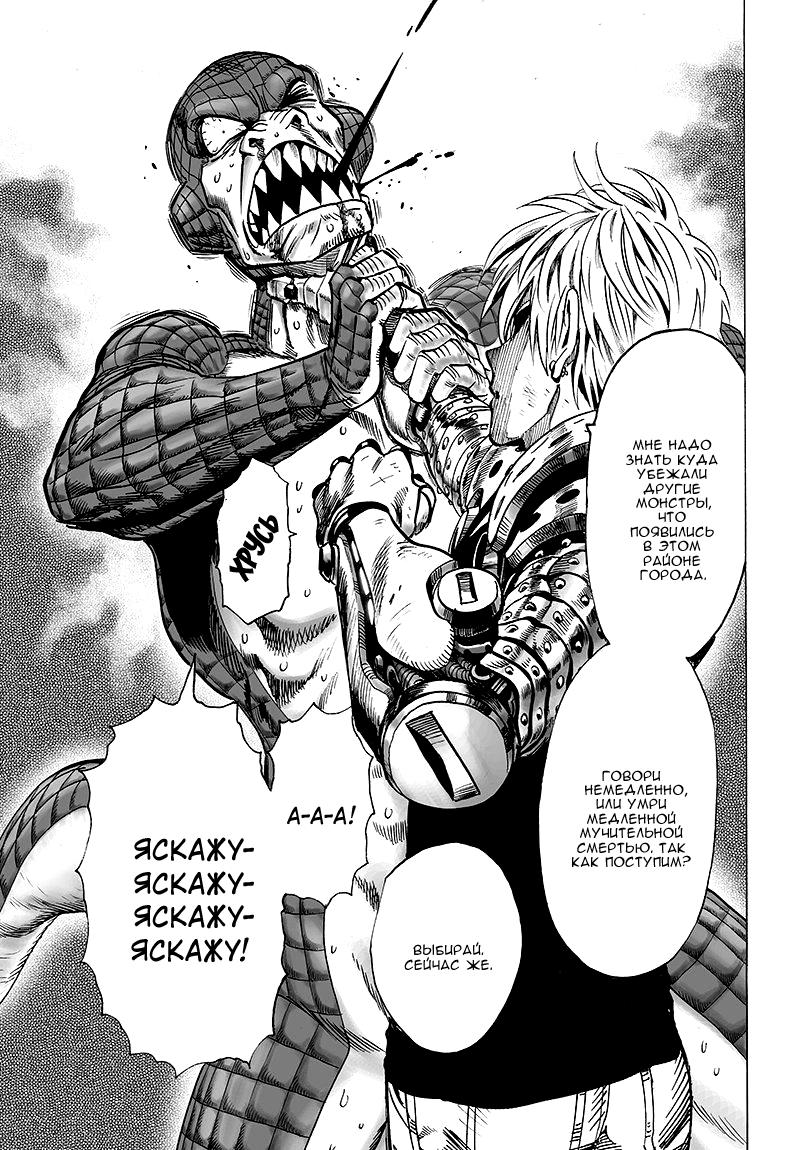 МНЕ НАДО
ЗНАТЬ КУДА
УБЕЖАЛИ
ДРУГИЕ
МОНСТРЫ,
ЧТО
ПОЯВИЛИСЬ
В ЭТОМ
РАЙОНЕ
ГОРОДА.
ГОВОРИ
НЕМЕДЛЕННО,
ИЛИ УМРИ
МЕДЛЕННОЙ
МУЧИТЕЛЬНОЙ
СМЕРТЬЮ. ТАК
КАК ПОСТУПИМ?
ХРУСЬ
ВЫБИРАЙ.
СЕЙЧАС ЖЕ.
А-А-А!
ЯСКАЖУ-
ЯСКАЖУ-
ЯСКАЖУ-
ЯСКАЖУ!